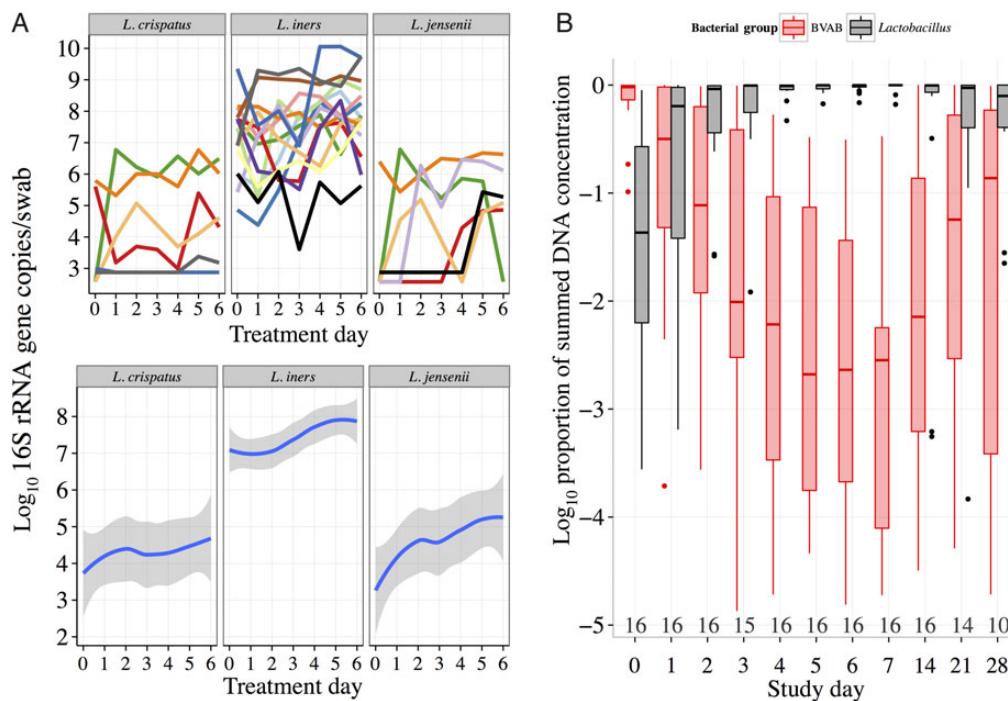 A
L. crispatus L. iners L. jensenii
10
9
8
7
6
5
4
3
0 1 2 3 4 5 6 0 1 2 3 4 5 6 0 1 2 3 4 5 6
Treatment day
Log10 16S rRNA gene copies/swab
L. crispatus L. iners L. jensenii
8
7
6
5
4
3
2
0 1 2 3 4 5 6 0 1 2 3 4 5 6 0 1 2 3 4 5 6
Treatment day
B
Bacterial group BVAB Lactobacillus
Log10 proportion of summed DNA concentration
0
−1
−2
−3
−4
−5
16 16 16 15 16 16 16 16 16 14 10
0 1 2 3 4 5 6 7 14 21 28
Study day